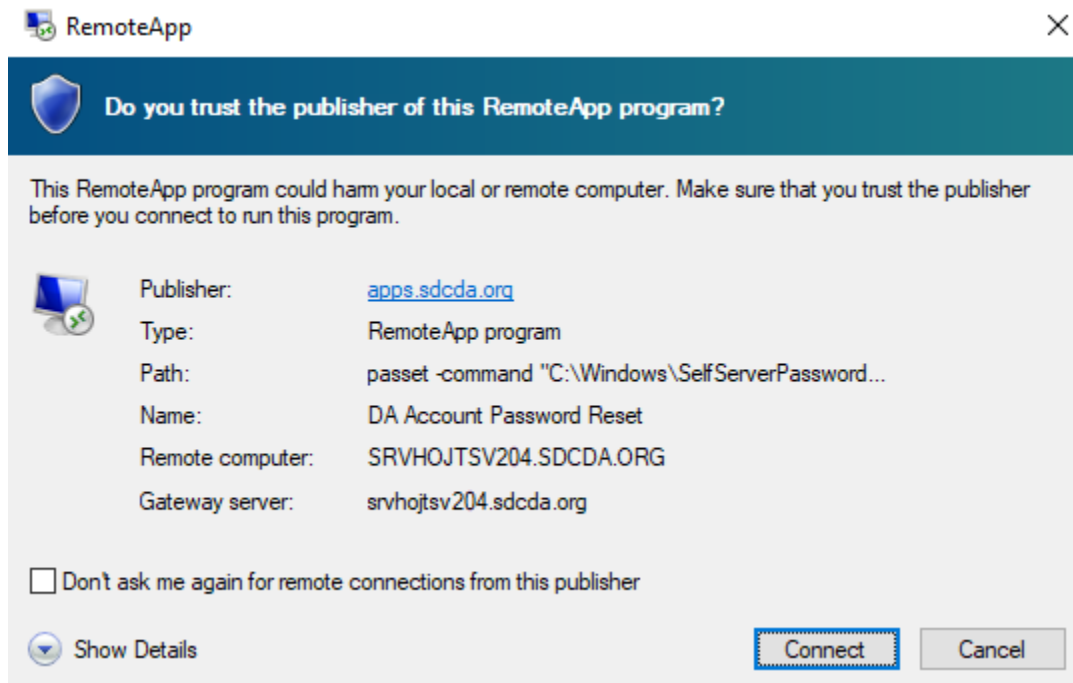 RemoteApp
Do you trust the publisher of this RemoteApp program?
This RemoteApp program could harm your local or remote computer. Make sure that you trust the publisher
before you connect to run this program.
Publisher: apps.sdcda.org
Type: RemoteApp program
Path: passet -command "C:\Windows\SelfServerPassword...
Name: DA Account Password Reset
Remote computer: SRVHOJTSV204.SDCDA.ORG
Gateway server: srvhojtsv204.sdcda.org
Don't ask me again for remote connections from this publisher
Show Details Connect Cancel